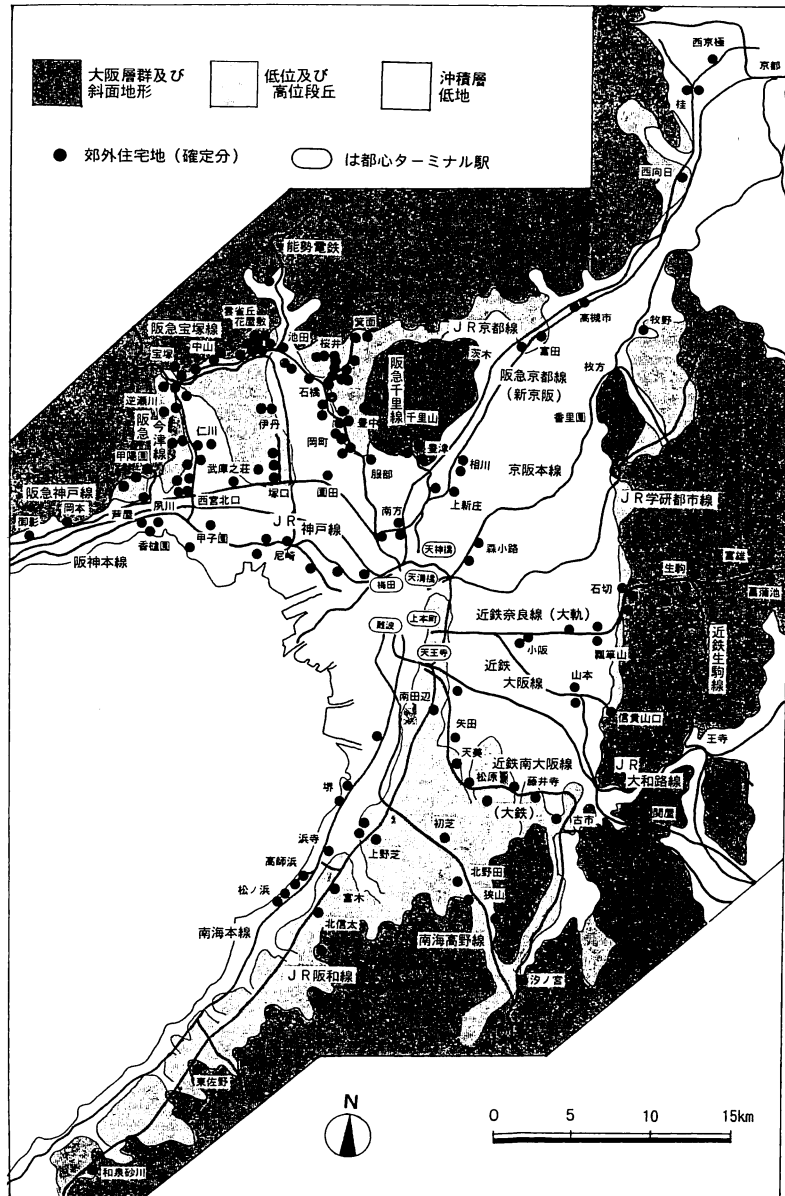 大阪層群及び
斜面地形
低位及び
高位段丘
沖積層
低地
郊外住宅地（確定分）
は都心ターミナル駅
西京極
京都
桂
西向日
能勢電鉄
雲雀丘
花屋敷
阪急宝塚線
中山
宝塚
池田
桜井
箕面
ＪＲ京都線
高槻市
牧野
茨木
富田
阪急京都線
（新京阪）
枚方
香里園
石橋
阪急千里線
逆瀬川
阪急今津線
仁川
伊丹
豊中
岡町
千里山
豊津
京阪本線
甲陽園
武庫之荘
服部
相川
ＪＲ学研都市線
阪急神戸線
塚口
園田
上新庄
岡本
芦屋
夙川
西宮北口
南方
御影
ＪＲ神戸線
香櫨園
甲子園
阪神本線
尼崎
天神橋
森小路
富雄
生駒
梅田
天満橋
石切
菖蒲池
近鉄奈良線（大軌）
上本町
難波
小阪
瓢箪山
近鉄生駒線
天王寺
近鉄
大阪線
山本
南田辺
信貴山口
矢田
王寺
天美
ＪＲ
大和路線
近鉄南大阪線
松原
藤井寺
堺
（大鉄）
古市
関屋
初芝
浜寺
上野芝
高師浜
北野田
松ノ浜
富木
狭山
北信太
南海本線
南海高野線
ＪＲ阪和線
汐ノ宮
東佐野
N
0 5 10 15km
和泉砂川